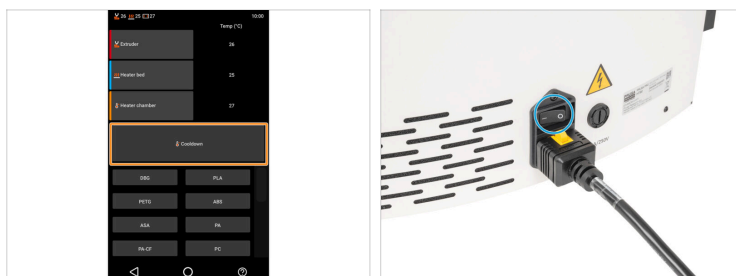 26 25 27 10:00
Temp (°C)
Extruder 26
Heater bed 25
Heater chamber 27
Cooldown
DBG PLA
PETG ABS
ASA PA
PA-CF PC